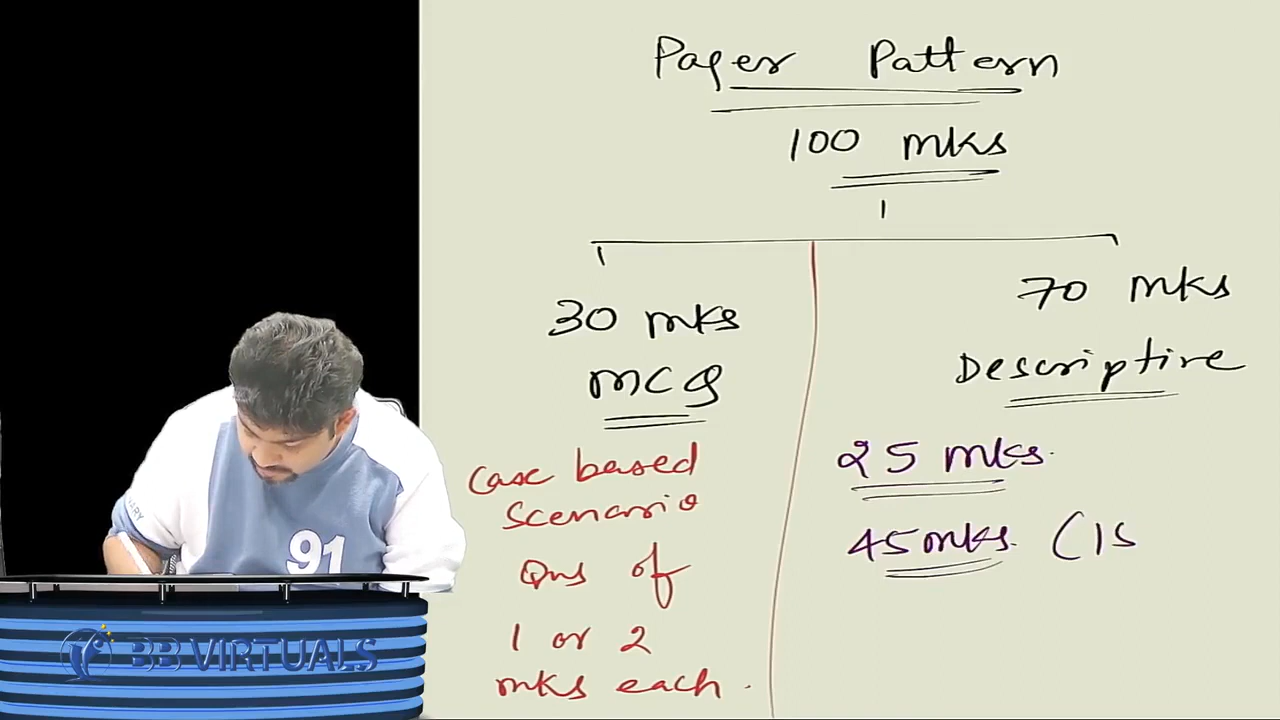 Paper Pattern
100 mks
30 mks
MCQ
Case based
Scenario
Qns of
1 or 2
mks each.
70 mks
Descriptive
25 mks.
45 mks. (15
91
BB VIRTUALS